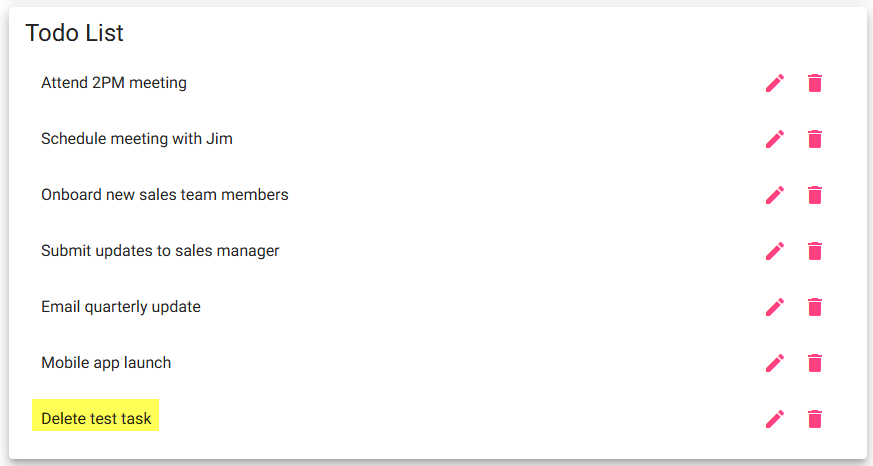 Todo List
Attend 2PM meeting
Schedule meeting with Jim
Onboard new sales team members
Submit updates to sales manager
Email quarterly update
Mobile app launch
Delete test task